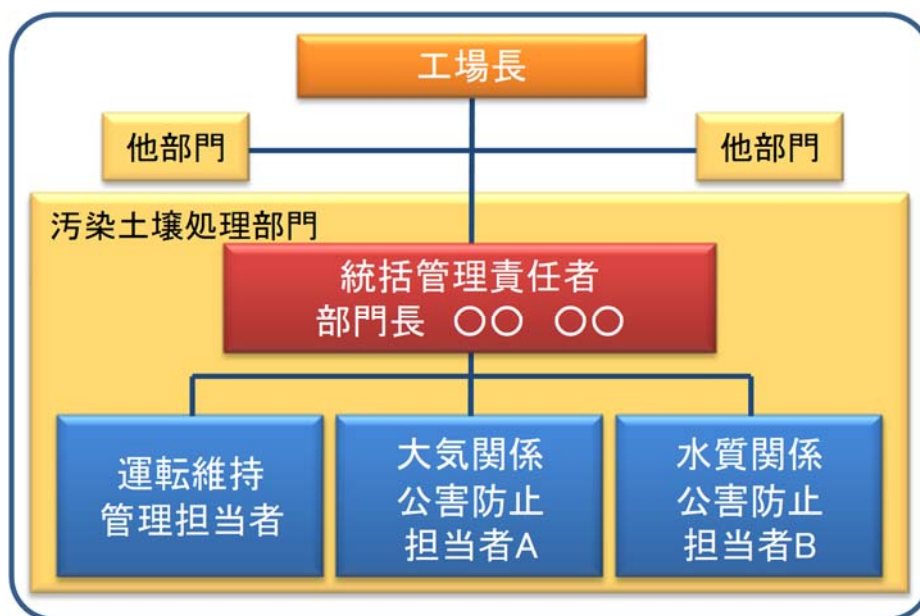 工場長
他部門
他部門
汚染土壌処理部門
統括管理責任者
部門長 ○○ ○○
運転維持
管理担当者
大気関係
公害防止
担当者A
水質関係
公害防止
担当者B